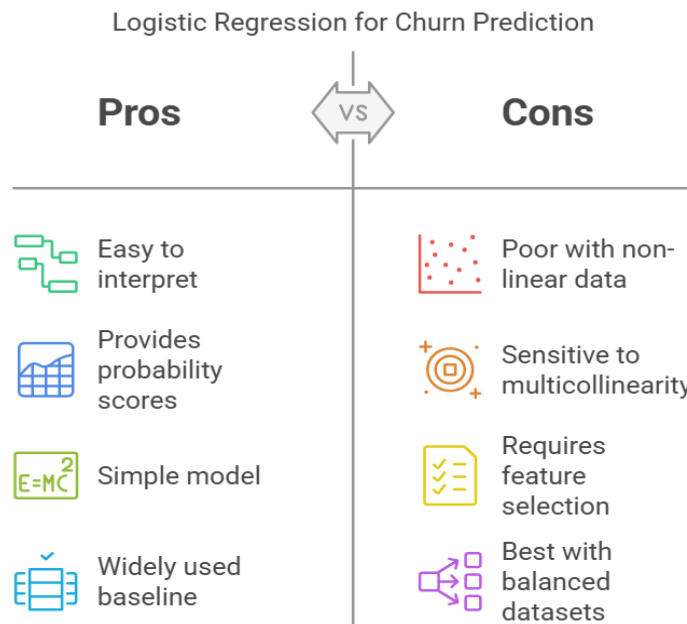 Logistic Regression for Churn Prediction
Pros
VS
Cons
Easy to
interpret
Provides
probability
scores
E=MC2
Simple model
Widely used
baseline
Poor with non-
linear data
Sensitive to
multicollinearity
Requires
feature
selection
Best with
balanced
datasets